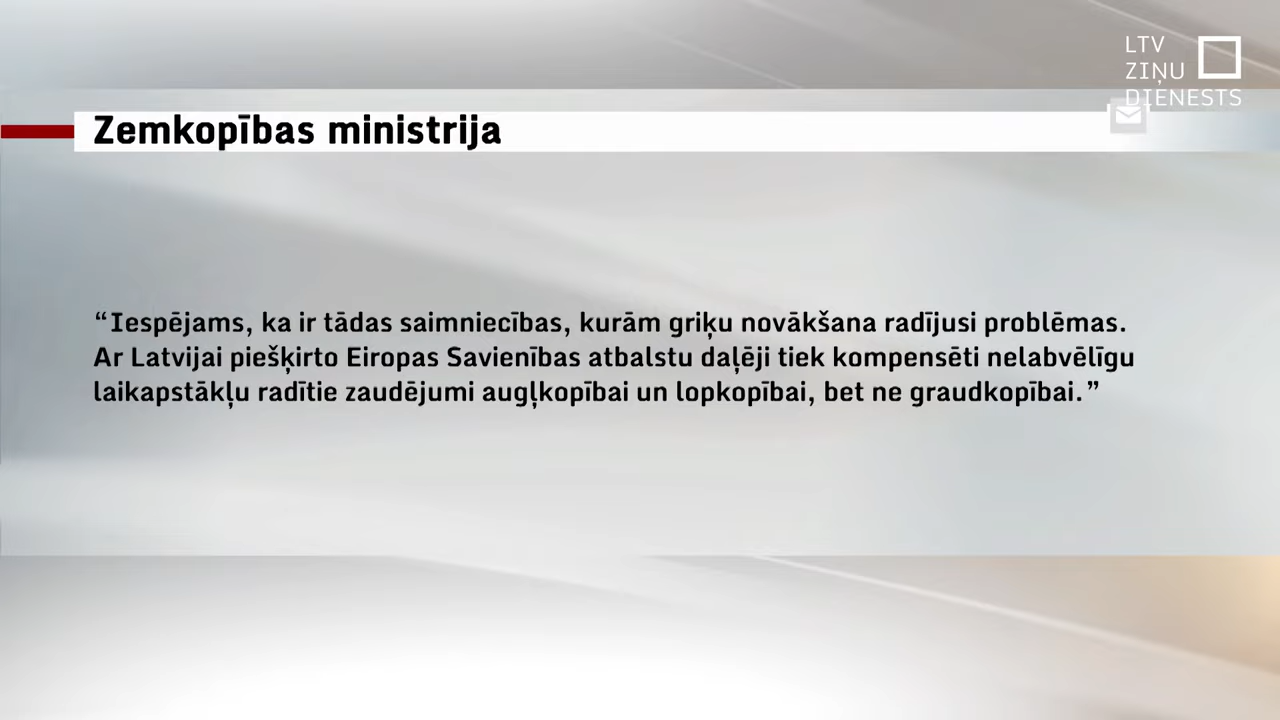 LTV
ZIŅU
DIENESTS
Zemkopības ministrija
“Iespējams, ka ir tādas saimniecības, kurām griķu novākšana radījusi problēmas.
Ar Latvijai piešķirto Eiropas Savienības atbalstu daļēji tiek kompensēti nelabvēlīgu
laikapstākļu radītie zaudējumi augļkopībai un lopkopībai, bet ne graudkopībai.”